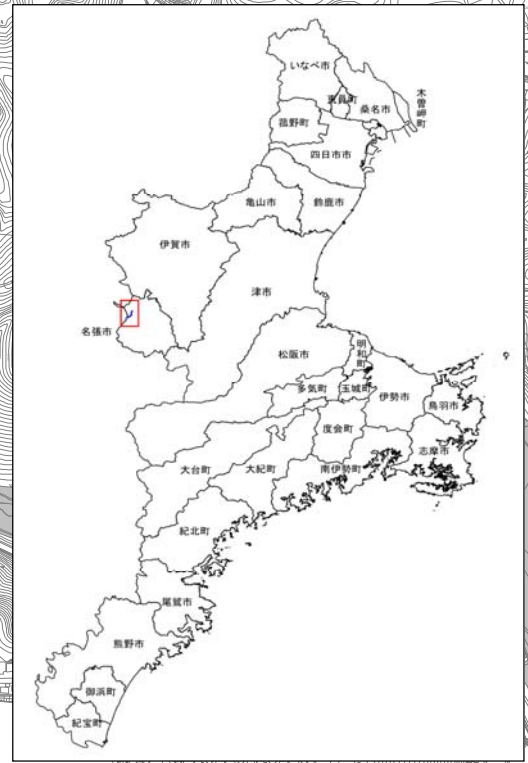 いなべ市
東員町
桑名市
木曽岬町
菰野町
四日市市
亀山市
鈴鹿市
伊賀市
津市
名張市
松阪市
明和町
多気町
玉城町
伊勢市
鳥羽市
度会町
志摩市
大台町
大紀町
南伊勢町
紀北町
尾鷲市
熊野市
御浜町
紀宝町